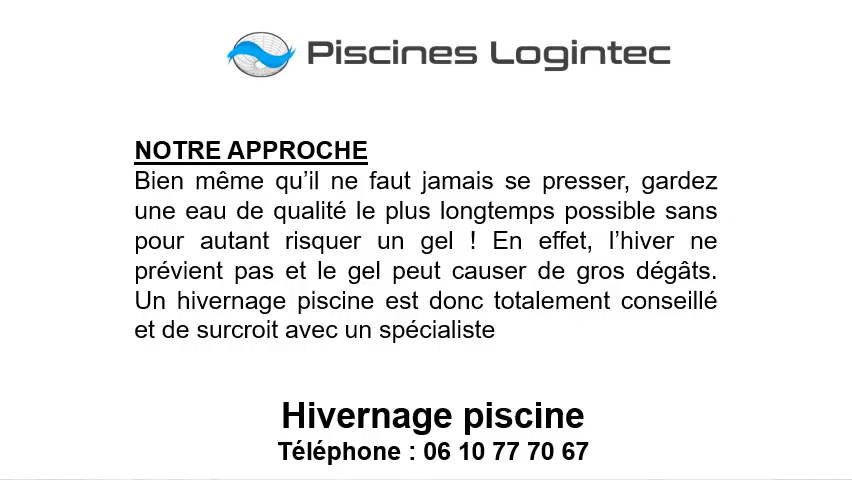 Piscines Logintec
NOTRE APPROCHE
Bien même qu’il ne faut jamais se presser, gardez
une eau de qualité le plus longtemps possible sans
pour autant risquer un gel ! En effet, l’hiver ne
prévient pas et le gel peut causer de gros dégâts.
Un hivernage piscine est donc totalement conseillé
et de surcroit avec un spécialiste
Hivernage piscine
Téléphone : 06 10 77 70 67